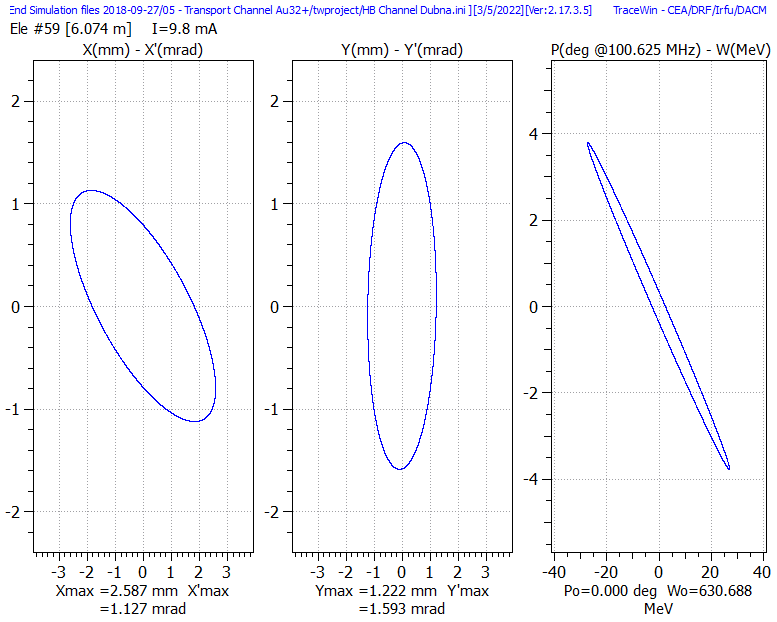 End Simulation files 2018-09-27/05 - Transport Channel Au32+/twproject/HB Channel Dubna.ini ][3/5/2022][Ver:2.17.3.5] TraceWin - CEA/DRF/Irfu/DACM
Ele #59 [6.074 m] I=9.8 mA
X(mm) - X'(mrad) Y(mm) - Y'(mrad) P(deg @100.625 MHz) - W(MeV)
2 2 4
1 1 2
0 0 0
-1 -1 -2
-2 -2 -4
-3 -2 -1 0 1 2 3 -3 -2 -1 0 1 2 3 -40 -20 0 20 40
Xmax =2.587 mm X'max Ymax =1.222 mm Y'max Po=0.000 deg Wo=630.688
=1.127 mrad =1.593 mrad MeV